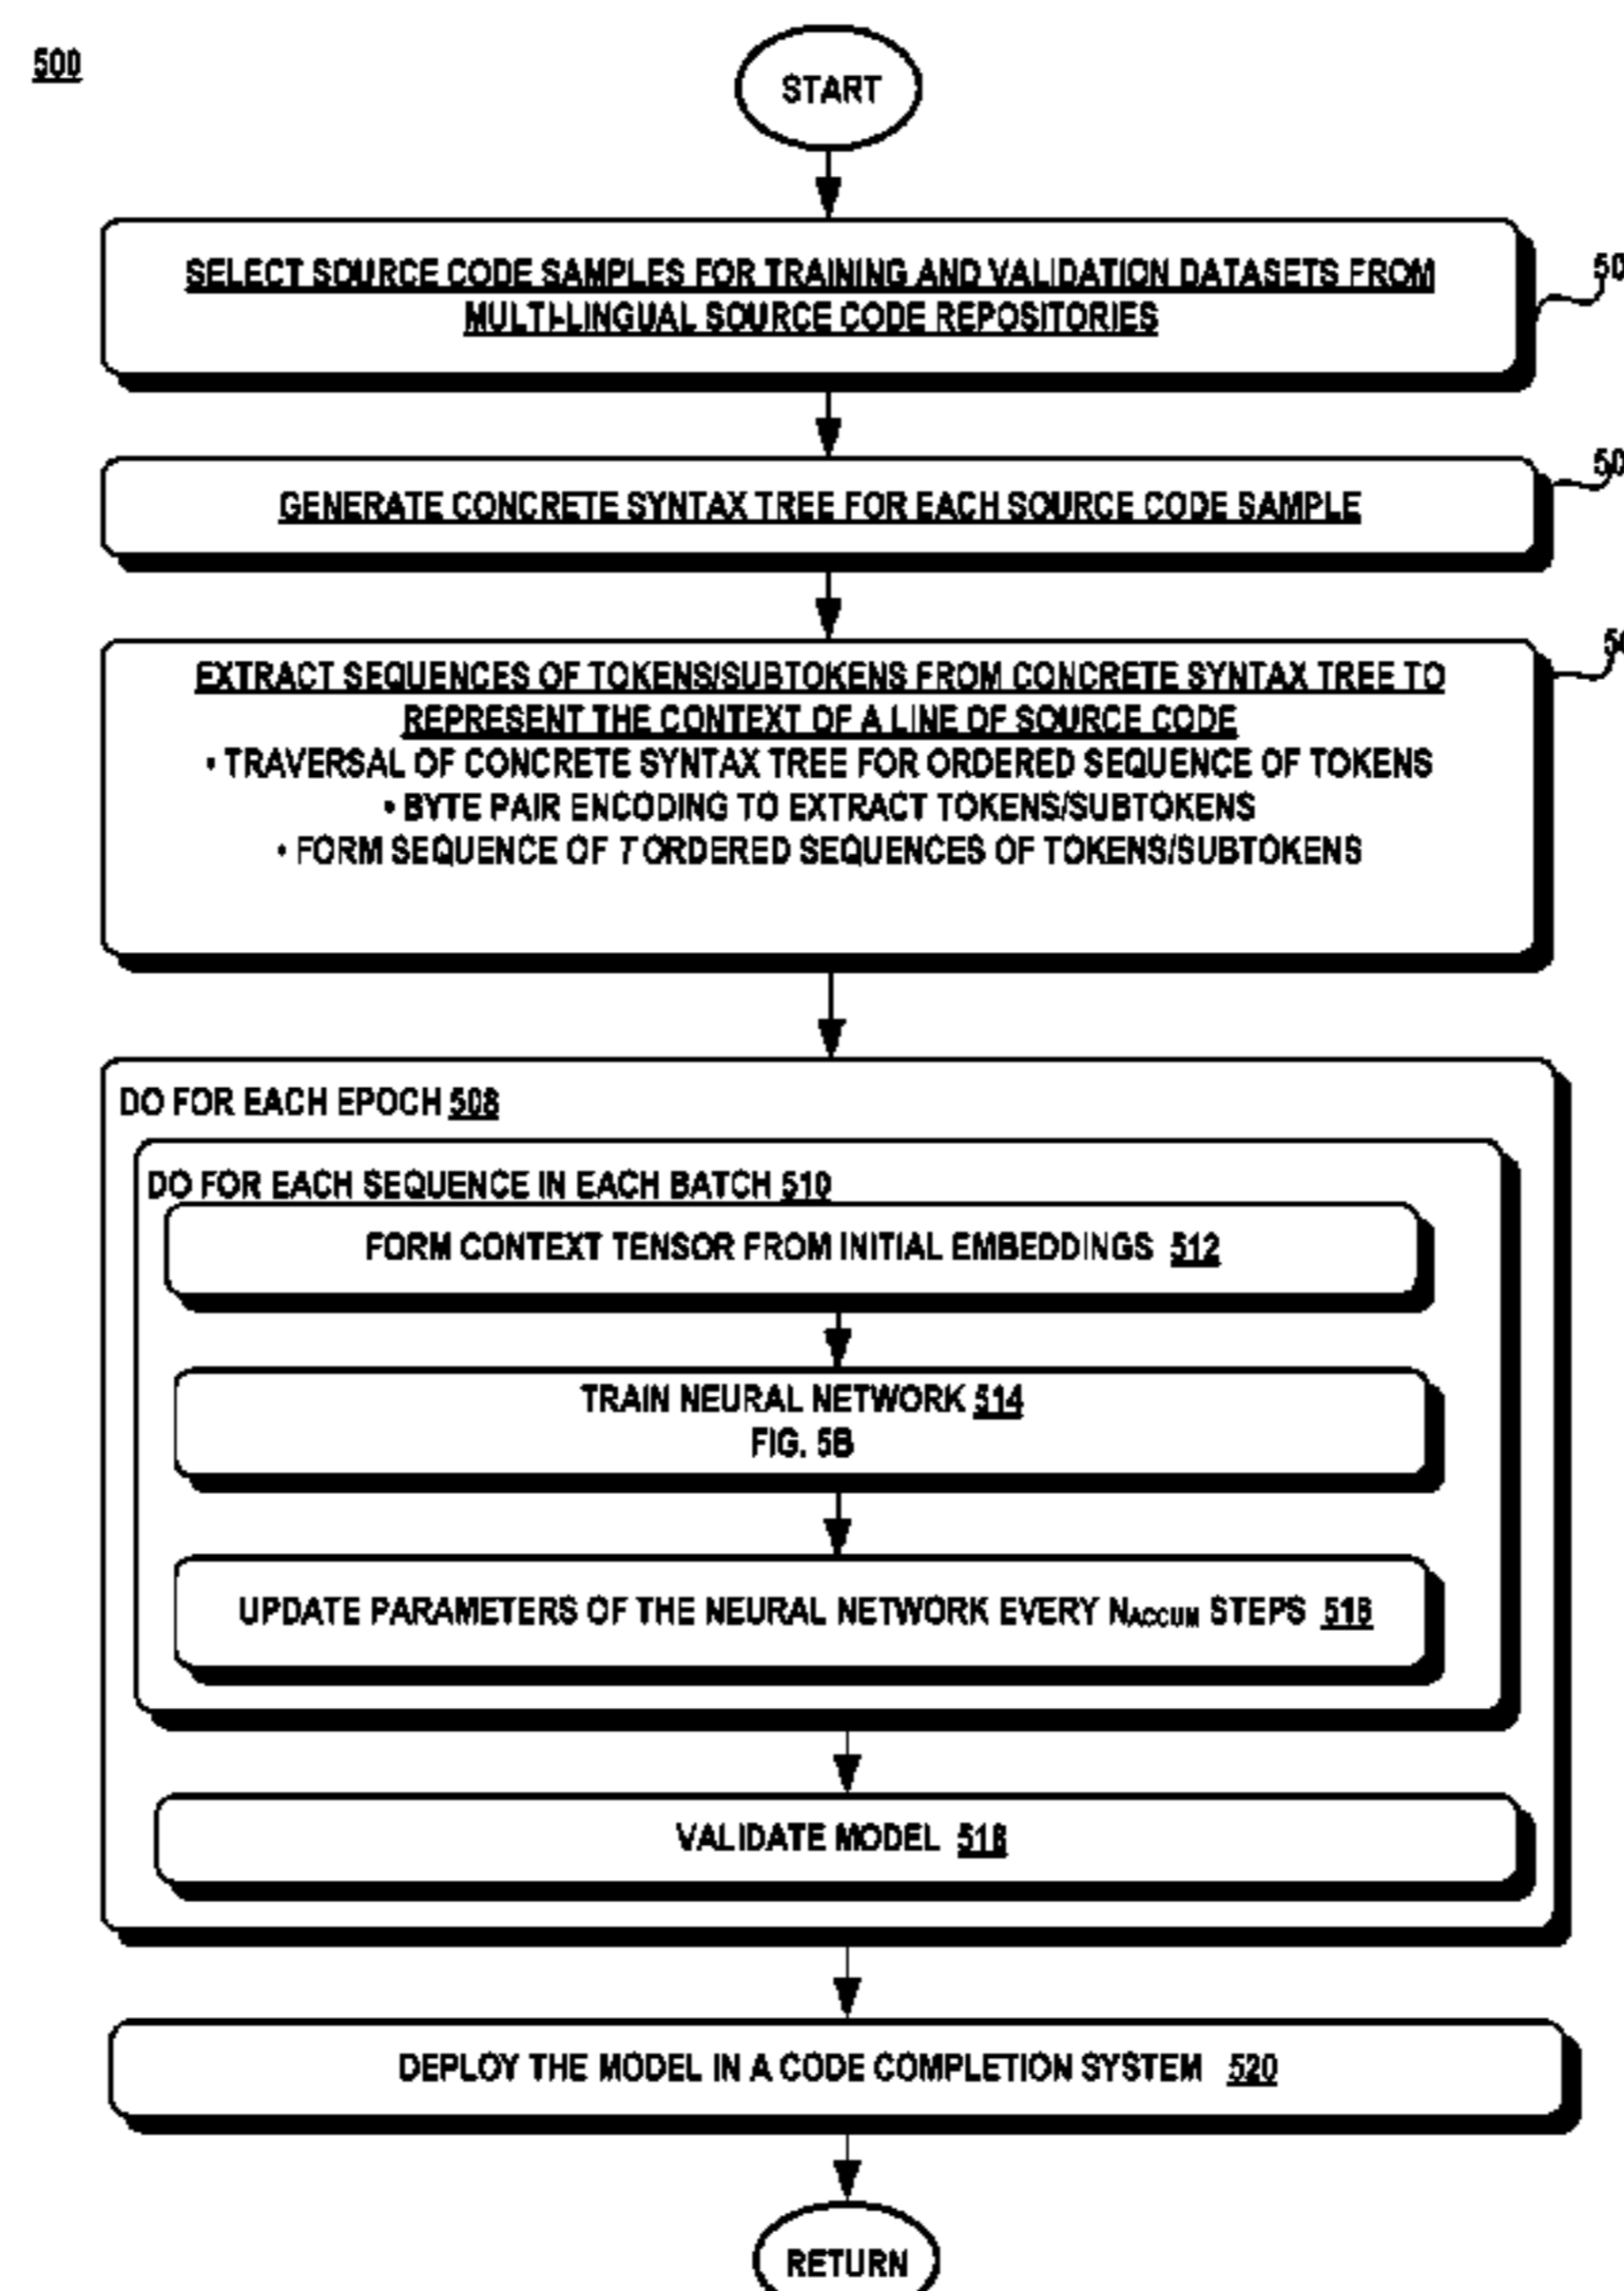 500
START
SELECT SOURCE CODE SAMPLES FOR TRAINING AND VALIDATION DATASETS FROM
MULTI-LINGUAL SOURCE CODE REPOSITORIES
50
GENERATE CONCRETE SYNTAX TREE FOR EACH SOURCE CODE SAMPLE
50
EXTRACT SEQUENCES OF TOKENS/SUBTOKENS FROM CONCRETE SYNTAX TREE TO
REPRESENT THE CONTEXT OF A LINE OF SOURCE CODE
• TRAVERSAL OF CONCRETE SYNTAX TREE FOR ORDERED SEQUENCE OF TOKENS
• BYTE PAIR ENCODING TO EXTRACT TOKENS/SUBTOKENS
• FORM SEQUENCE OF T ORDERED SEQUENCES OF TOKENS/SUBTOKENS
DO FOR EACH EPOCH 508
DO FOR EACH SEQUENCE IN EACH BATCH 510
FORM CONTEXT TENSOR FROM INITIAL EMBEDDINGS 512
TRAIN NEURAL NETWORK 514
FIG. 5B
UPDATE PARAMETERS OF THE NEURAL NETWORK EVERY NACCUM STEPS 516
VALIDATE MODEL 518
DEPLOY THE MODEL IN A CODE COMPLETION SYSTEM 520
RETURN